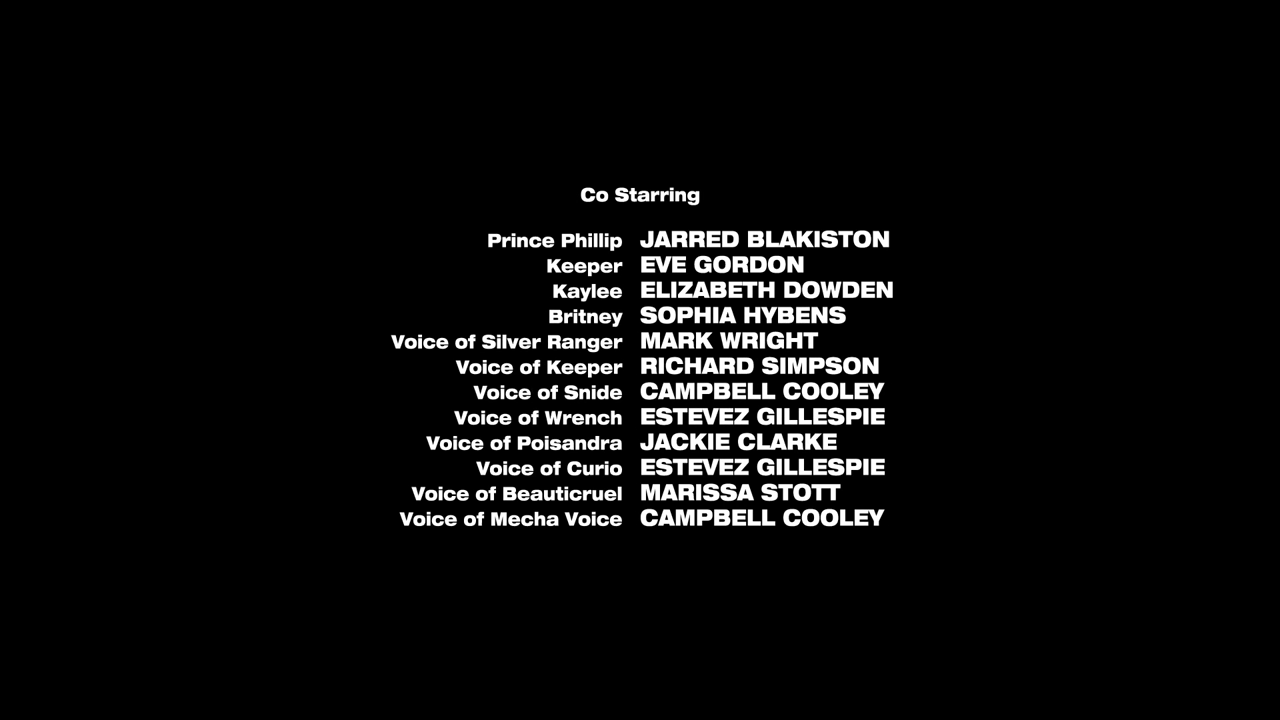 Co Starring
Prince Phillip JARRED BLAKISTON
Keeper EVE GORDON
Kaylee ELIZABETH DOWDEN
Britney SOPHIA HYBENS
Voice of Silver Ranger MARK WRIGHT
Voice of Keeper RICHARD SIMPSON
Voice of Snide CAMPBELL COOLEY
Voice of Wrench ESTEVEZ GILLESPIE
Voice of Poisandra JACKIE CLARKE
Voice of Curio ESTEVEZ GILLESPIE
Voice of Beauticruel MARISSA STOTT
Voice of Mecha Voice CAMPBELL COOLEY